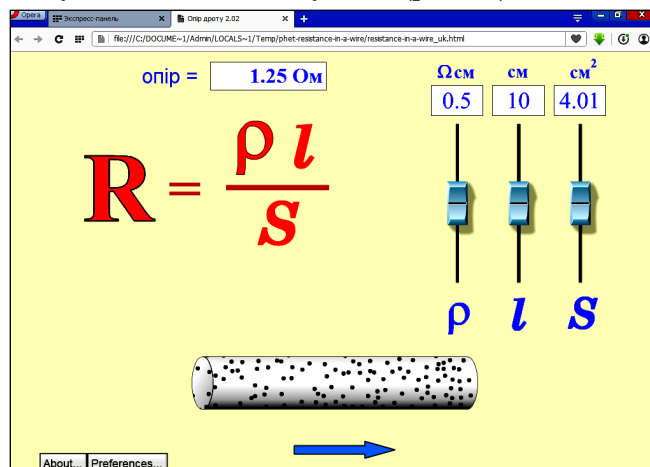 Opera
Экспресс-панель
Опір дроту 2.02
file:///C:/DOCUME~1/Admin/LOCALS~1/Temp/phet-resistance-in-a-wire/resistance-in-a-wire_uk.html
опір = 1.25 Ом
Ωсм см см²
0.5 10 4.01
R = ρ l
S
ρ l S
About... Preferences...